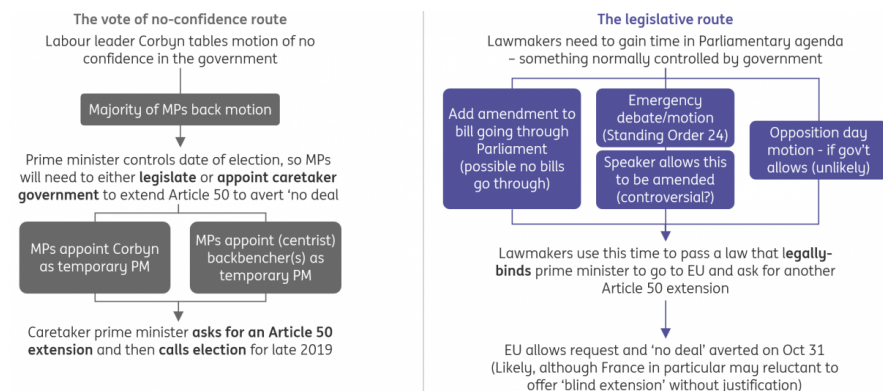 The vote of no-confidence route
Labour leader Corbyn tables motion of no
confidence in the government
Majority of MPs back motion
Prime minister controls date of election, so MPs
will need to either legislate or appoint caretaker
government to extend Article 50 to avert ‘no deal
MPs appoint Corbyn
as temporary PM
MPs appoint (centrist)
backbencher(s) as
temporary PM
Caretaker prime minister asks for an Article 50
extension and then calls election for late 2019
The legislative route
Lawmakers need to gain time in Parliamentary agenda
– something normally controlled by government
Add amendment to
bill going through
Parliament
(possible no bills
go through)
Emergency
debate/motion
(Standing Order 24)
Speaker allows this
to be amended
(controversial?)
Opposition day
motion - if gov’t
allows (unlikely)
Lawmakers use this time to pass a law that legally-
binds prime minister to go to EU and ask for another
Article 50 extension
EU allows request and ‘no deal’ averted on Oct 31
(Likely, although France in particular may reluctant to
offer ‘blind extension’ without justification)